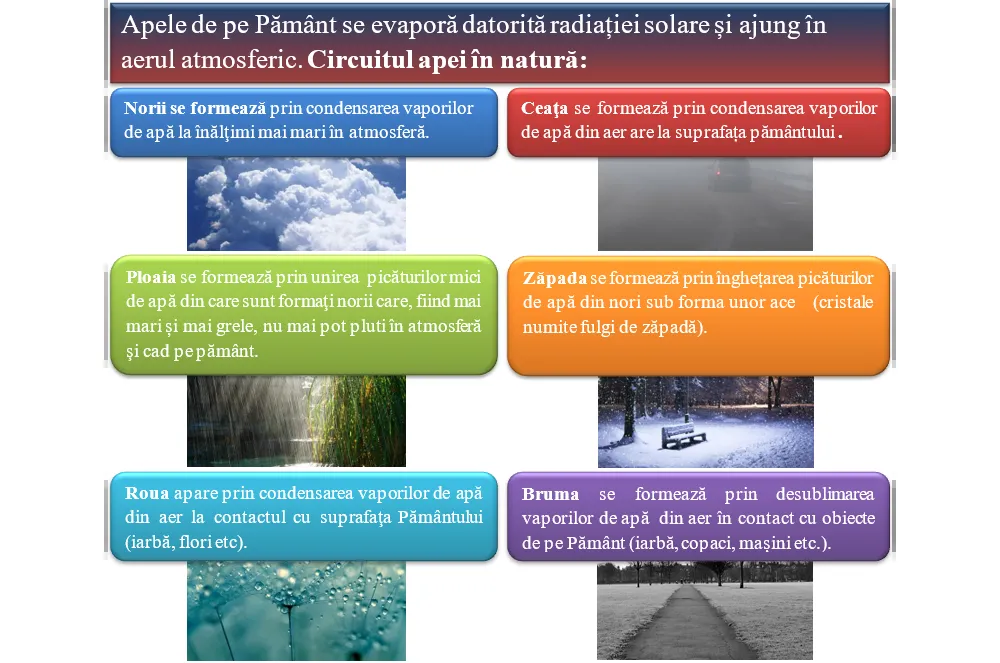 Apele de pe Pământ se evaporă datorită radiației solare și ajung în
aerul atmosferic. Circuitul apei în natură:
Norii se formează prin condensarea vaporilor
de apă la înălţimi mai mari în atmosferă.
Ceaţa se formează prin condensarea vaporilor
de apă din aer are la suprafața pământului.
Ploaia se formează prin unirea picăturilor mici
de apă din care sunt formaţi norii care, fiind mai
mari și mai grele, nu mai pot pluti în atmosferă
şi cad pe pământ.
Zăpada se formează prin înghețarea picăturilor
de apă din nori sub forma unor ace (cristale
numite fulgi de zăpadă).
Roua apare prin condensarea vaporilor de apă
din aer la contactul cu suprafaţa Pământului
(iarbă, flori etc).
Bruma se formează prin desublimarea
vaporilor de apă din aer în contact cu obiecte
de pe Pământ (iarbă, copaci, mașini etc.).